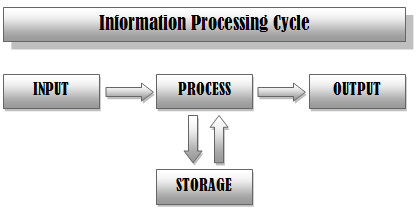 Information Processing Cycle
INPUT
PROCESS
OUTPUT
STORAGE